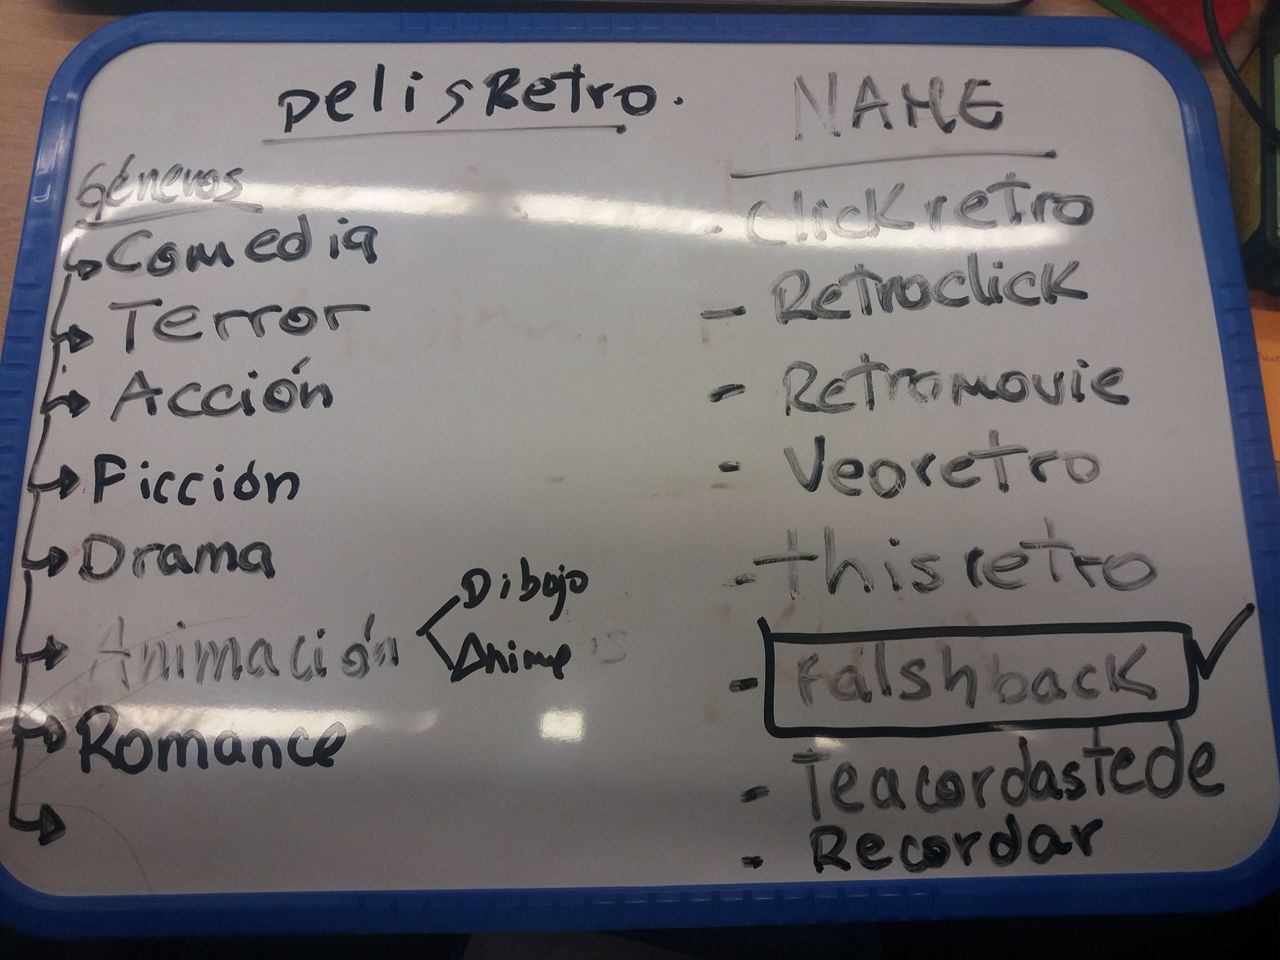 pelisRetro.
Géneros
Comedia
Terror
Acción
Ficción
Drama
Animación
Dibajo
Anime
Romance
NAME
- clickretro
- Retroclick
- Retromovie
- Veoretro
- thisretro
- Falshback
- Teacordastede
- Recordar